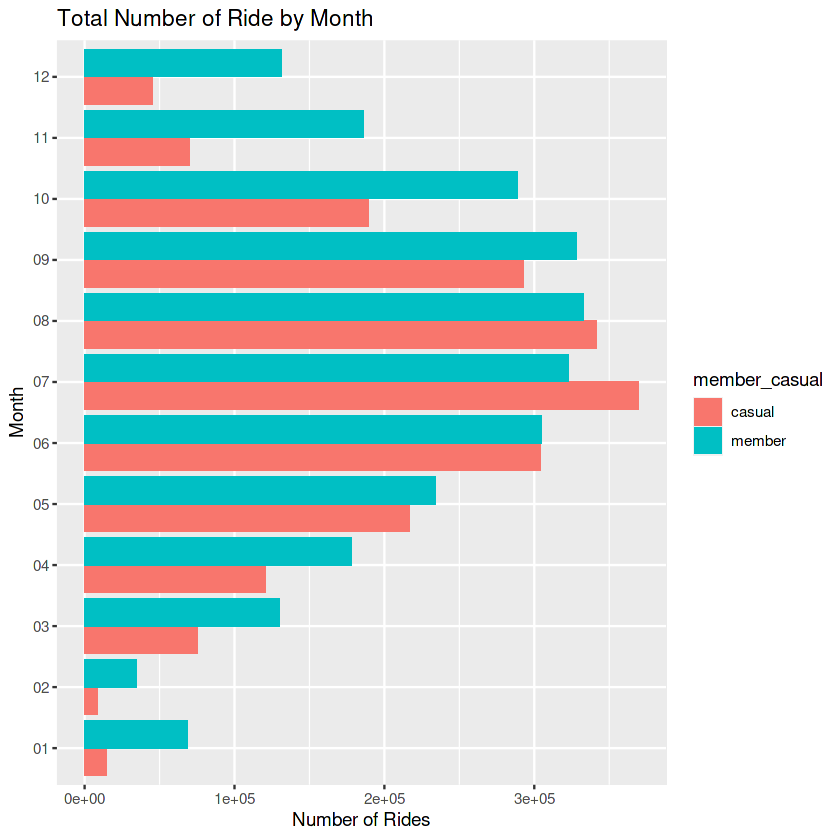 Total Number of Ride by Month
Month
12
11
10
09
08
07
06
05
04
03
02
01
0e+00 1e+05 2e+05 3e+05
Number of Rides
member_casual
casual
member